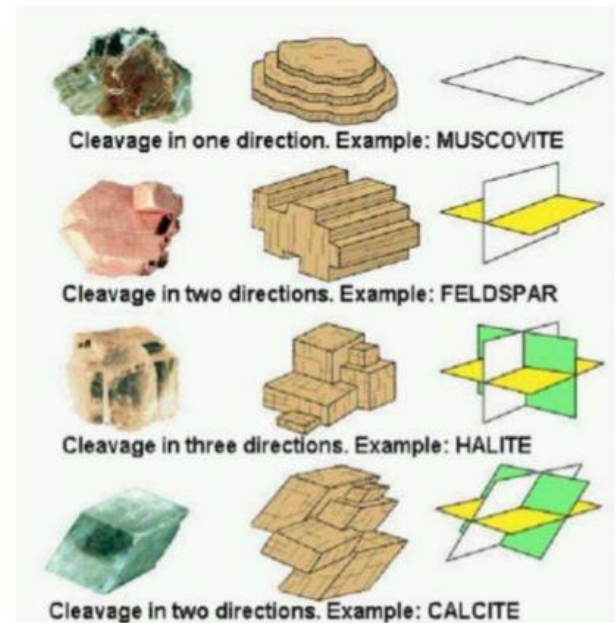 Cleavage in one direction. Example: MUSCOVITE
Cleavage in two directions. Example: FELDSPAR
Cleavage in three directions. Example: HALITE
Cleavage in two directions. Example: CALCITE